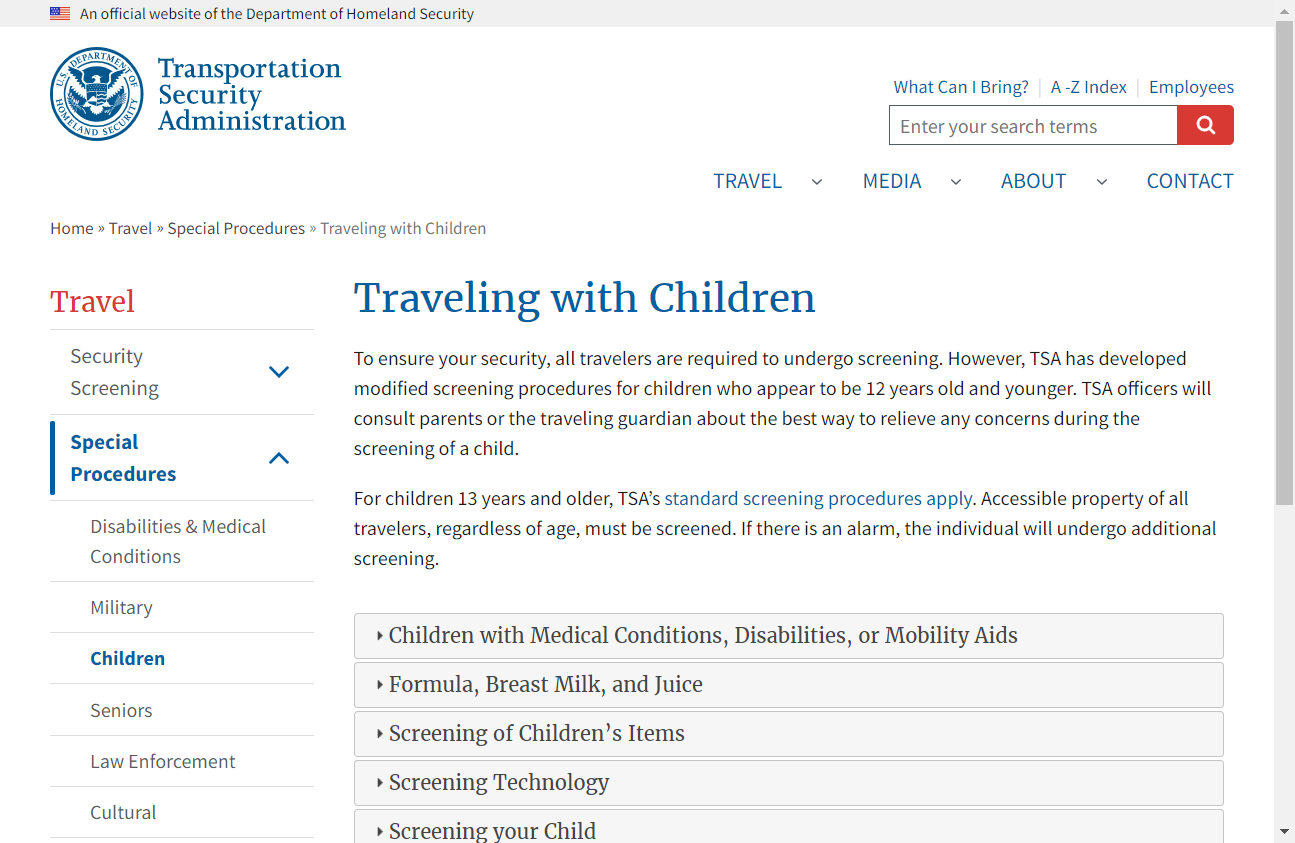 An official website of the Department of Homeland Security
U.S. DEPARTMENT OF HOMELAND SECURITY
Transportation
Security
Administration
What Can I Bring?
A -Z Index
Employees
Enter your search terms
TRAVEL
MEDIA
ABOUT
CONTACT
Home » Travel » Special Procedures » Traveling with Children
Travel
Security
Screening
Special
Procedures
Disabilities & Medical
Conditions
Military
Children
Seniors
Law Enforcement
Cultural
Traveling with Children
To ensure your security, all travelers are required to undergo screening. However, TSA has developed
modified screening procedures for children who appear to be 12 years old and younger. TSA officers will
consult parents or the traveling guardian about the best way to relieve any concerns during the
screening of a child.
For children 13 years and older, TSA’s standard screening procedures apply. Accessible property of all
travelers, regardless of age, must be screened. If there is an alarm, the individual will undergo additional
screening.
Children with Medical Conditions, Disabilities, or Mobility Aids
Formula, Breast Milk, and Juice
Screening of Children’s Items
Screening Technology
Screening your Child